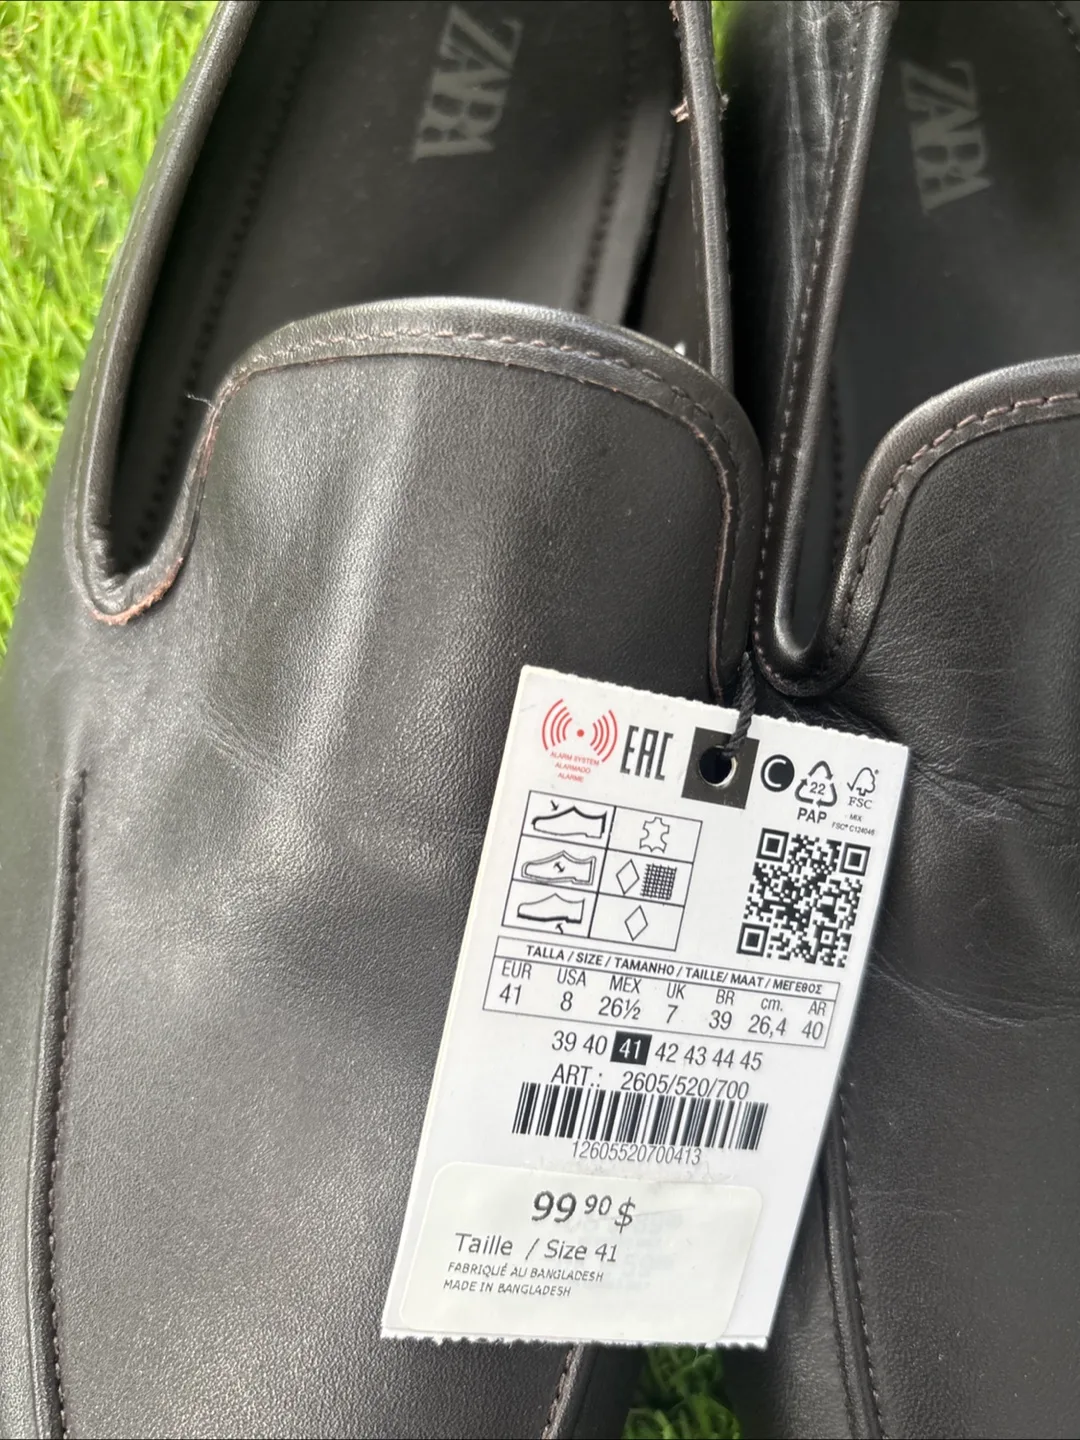 ZARA
ZARA
ALARM SYSTEM
ALARMADO
ALARME
EAC
C
22
PAP
FSC
MIX
FSC® C124046
TALLA / SIZE / TAMANHO / TAILLE/ MAAT / ΜΕΓΕΘΟΣ
EUR USA MEX UK BR cm. AR
41 8 26½ 7 39 26,4 40
39 40 41 42 43 44 45
ART.: 2605/520/700
12605520700413
99 90 $
Taille / Size 41
FABRIQUÉ AU BANGLADESH
MADE IN BANGLADESH